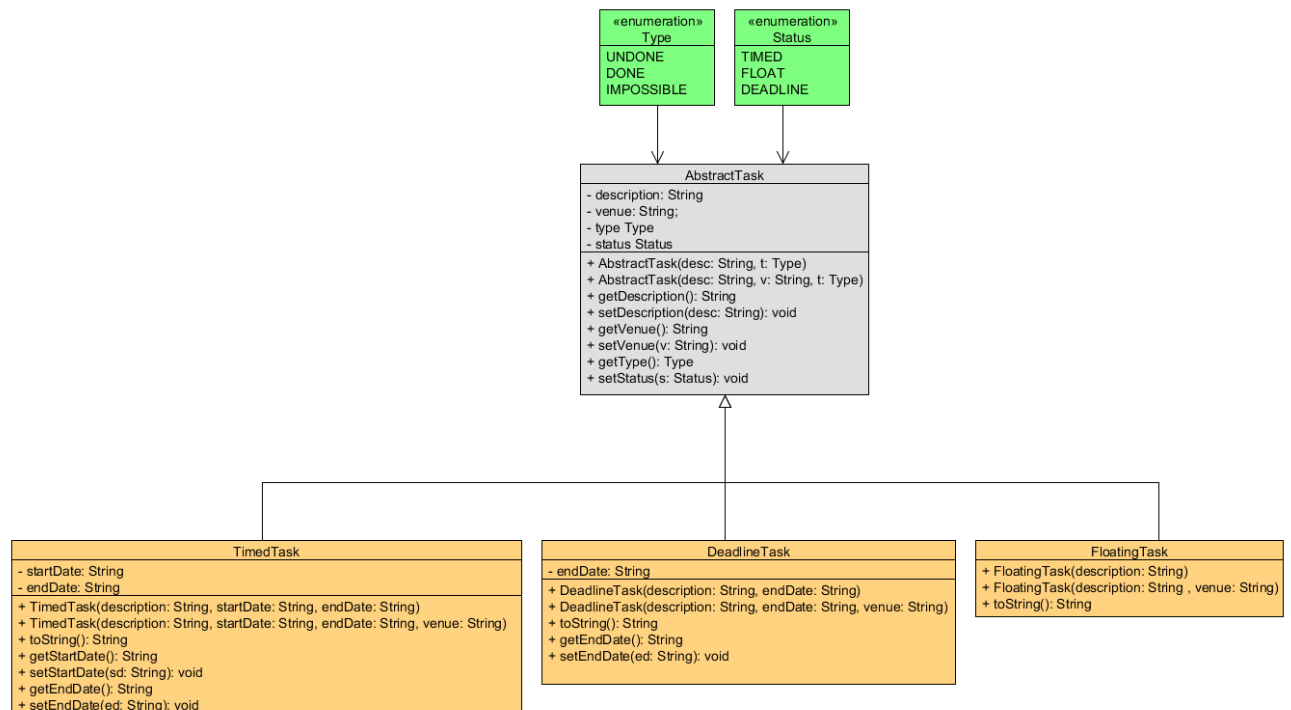 «enumeration»
Type
UNDONE
DONE
IMPOSSIBLE
«enumeration»
Status
TIMED
FLOAT
DEADLINE
AbstractTask
- description: String
- venue: String;
- type Type
- status Status
+ AbstractTask(desc: String, t: Type)
+ AbstractTask(desc: String, v: String, t: Type)
+ getDescription(): String
+ setDescription(desc: String): void
+ getVenue(): String
+ setVenue(v: String): void
+ getType(): Type
+ setStatus(s: Status): void
TimedTask
- startDate: String
- endDate: String
+ TimedTask(description: String, startDate: String, endDate: String)
+ TimedTask(description: String, startDate: String, endDate: String, venue: String)
+ toString(): String
+ getStartDate(): String
+ setStartDate(sd: String): void
+ getEndDate(): String
+ setEndDate(ed: String): void
DeadlineTask
- endDate: String
+ DeadlineTask(description: String, endDate: String)
+ DeadlineTask(description: String, endDate: String, venue: String)
+ toString(): String
+ getEndDate(): String
+ setEndDate(ed: String): void
FloatingTask
+ FloatingTask(description: String)
+ FloatingTask(description: String , venue: String)
+ toString(): String